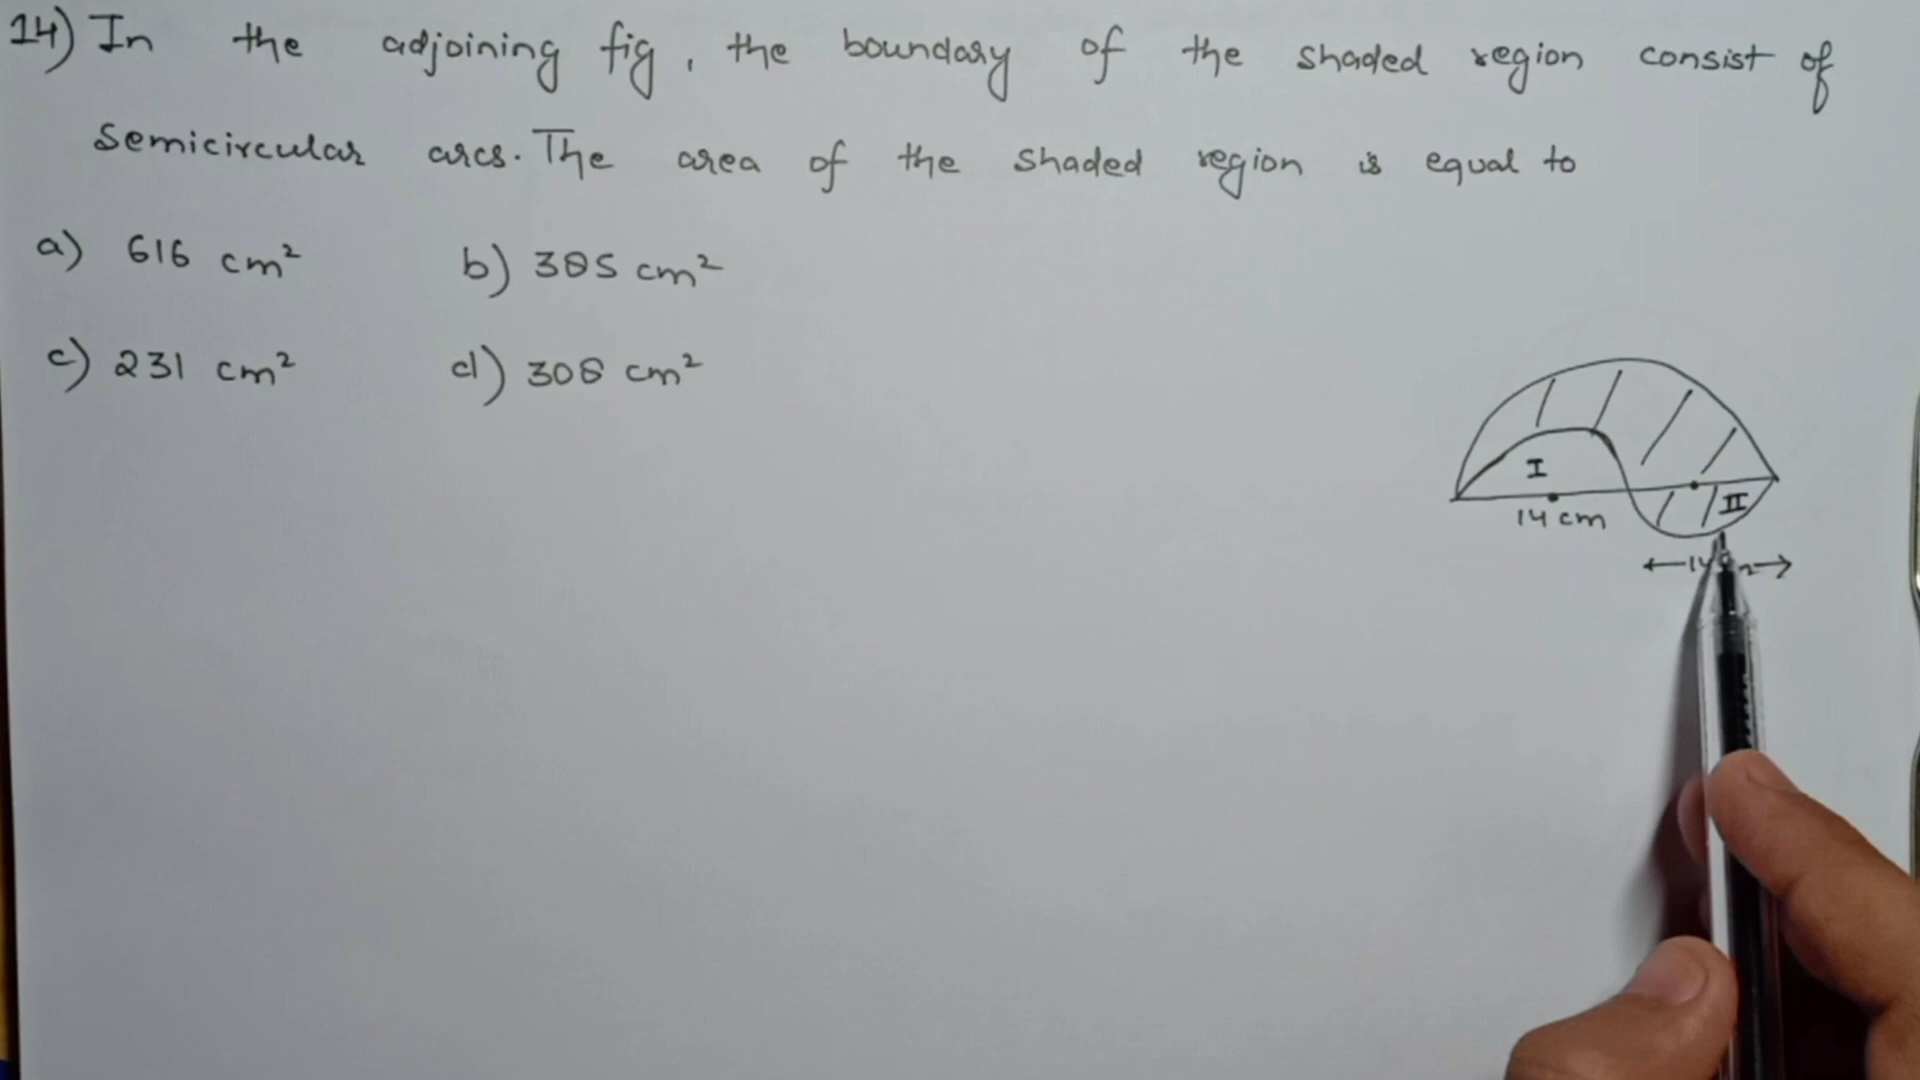 14) In the adjoining fig, the boundary of the shaded region consist of
semicircular arcs. The area of the shaded region is equal to
a) 616 cm² b) 385 cm²
c) 231 cm² d) 308 cm²
I
II
14 cm